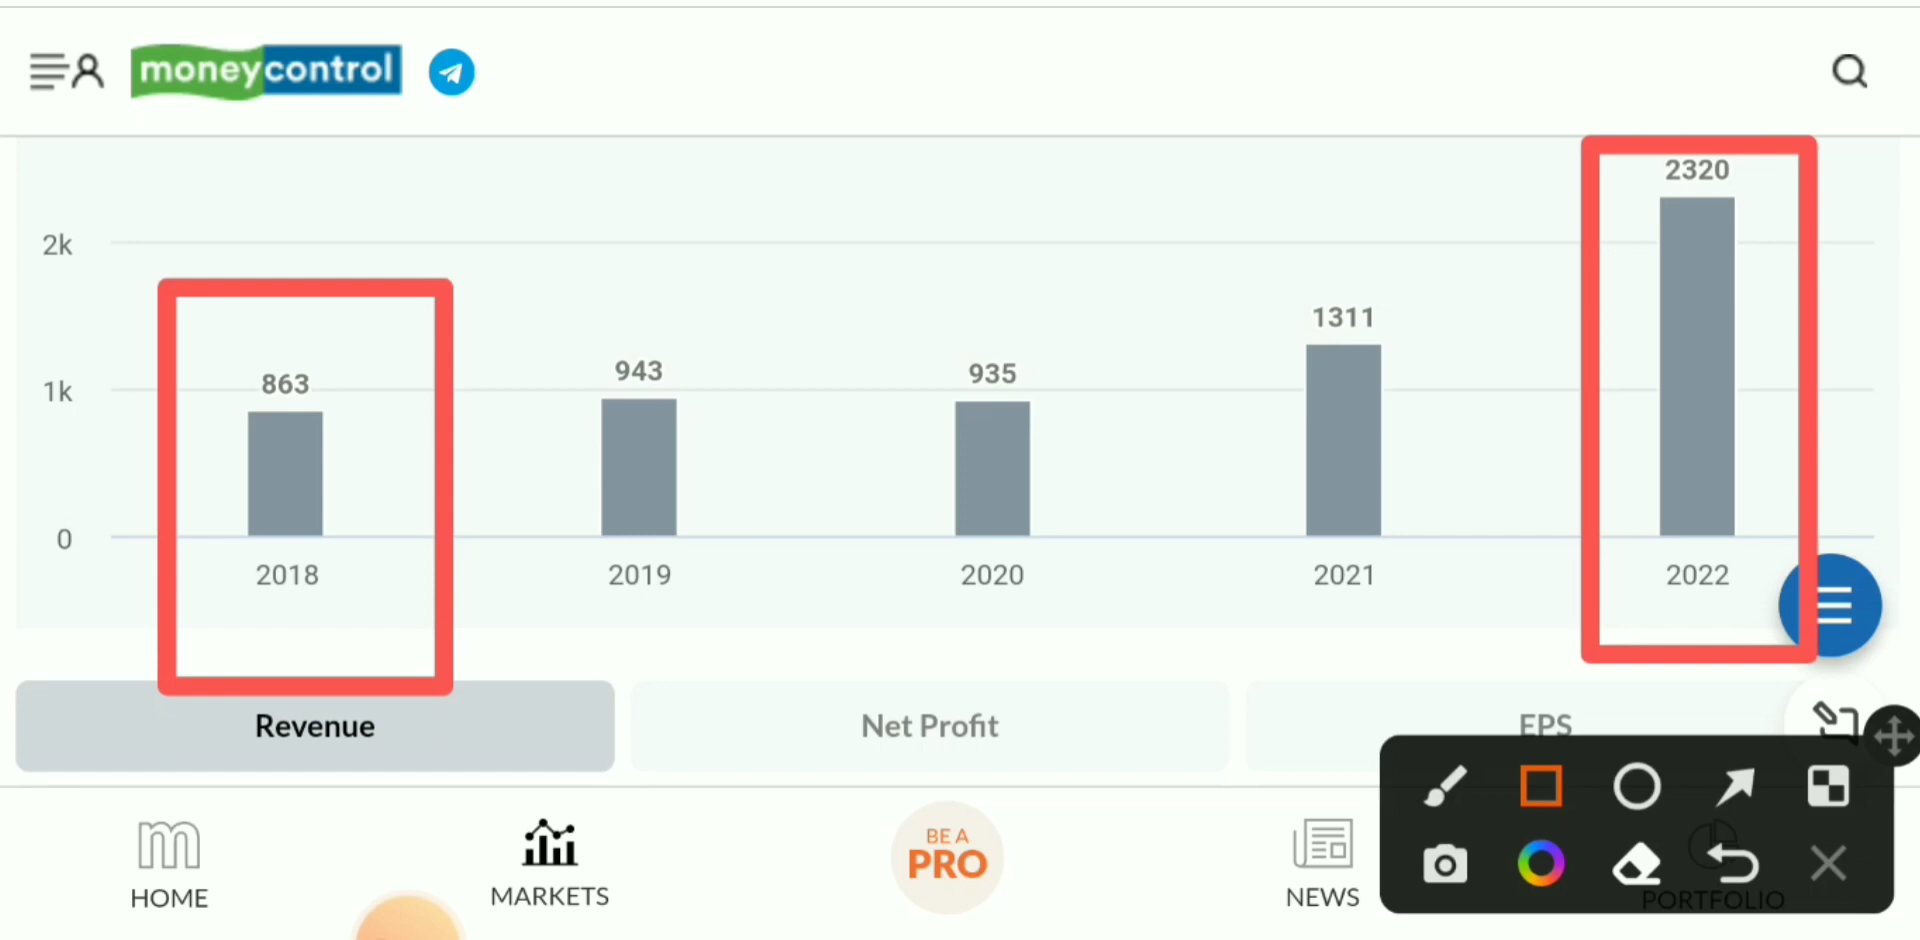 moneycontrol
2320
2k
1311
1k
863
943
935
0
2018
2019
2020
2021
2022
Revenue
Net Profit
EPS
HOME
MARKETS
BE A
PRO
NEWS
PORTFOLIO